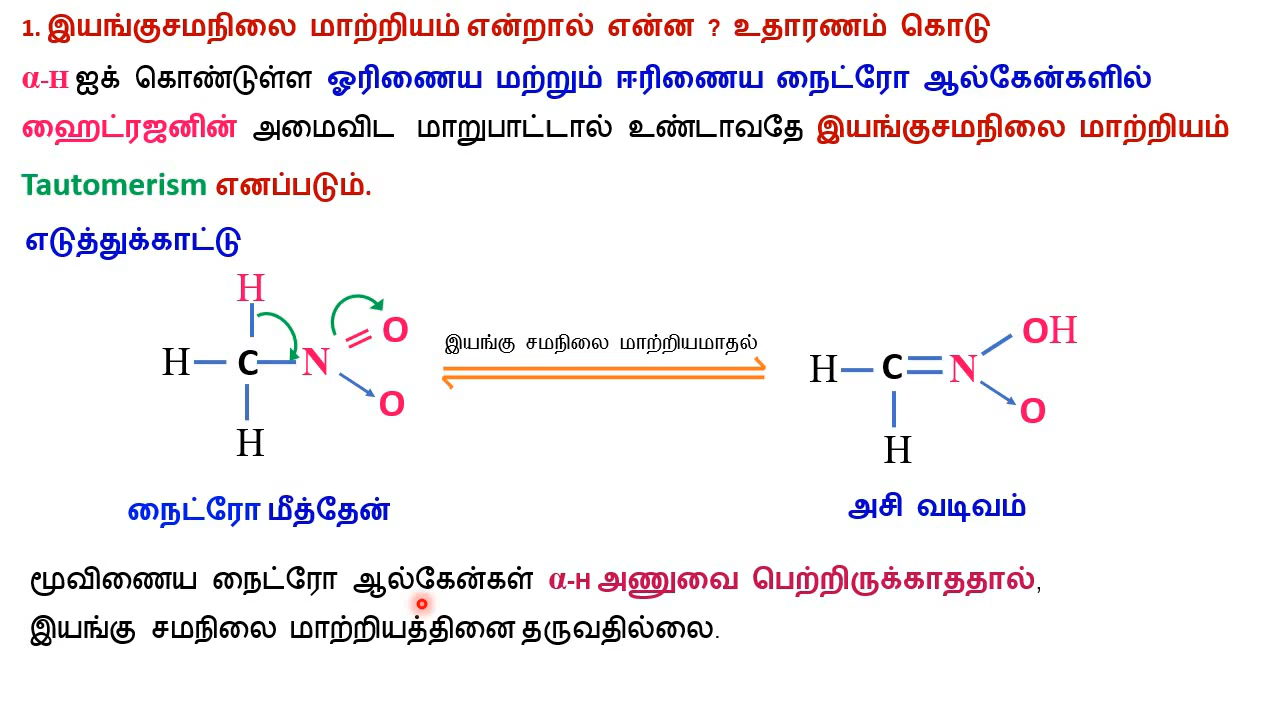 1. இயங்குசமநிலை மாற்றியம் என்றால் என்ன ? உதாரணம் கொடு
α-H ஐக் கொண்டுள்ள ஓரிணைய மற்றும் ஈரிணைய நைட்ரோ ஆல்கேன்களில்
ஹைட்ரஜனின் அமைவிட மாறுபாட்டால் உண்டாவதே இயங்குசமநிலை மாற்றியம்
Tautomerism எனப்படும்.
எடுத்துக்காட்டு
H
O
H C N
O
H
இயங்கு சமநிலை மாற்றியமாதல்
OH
H C N
O
H
நைட்ரோ மீத்தேன்
அசி வடிவம்
மூவிணைய நைட்ரோ ஆல்கேன்கள் α-H அணுவை பெற்றிருக்காததால்,
இயங்கு சமநிலை மாற்றியத்தினை தருவதில்லை.